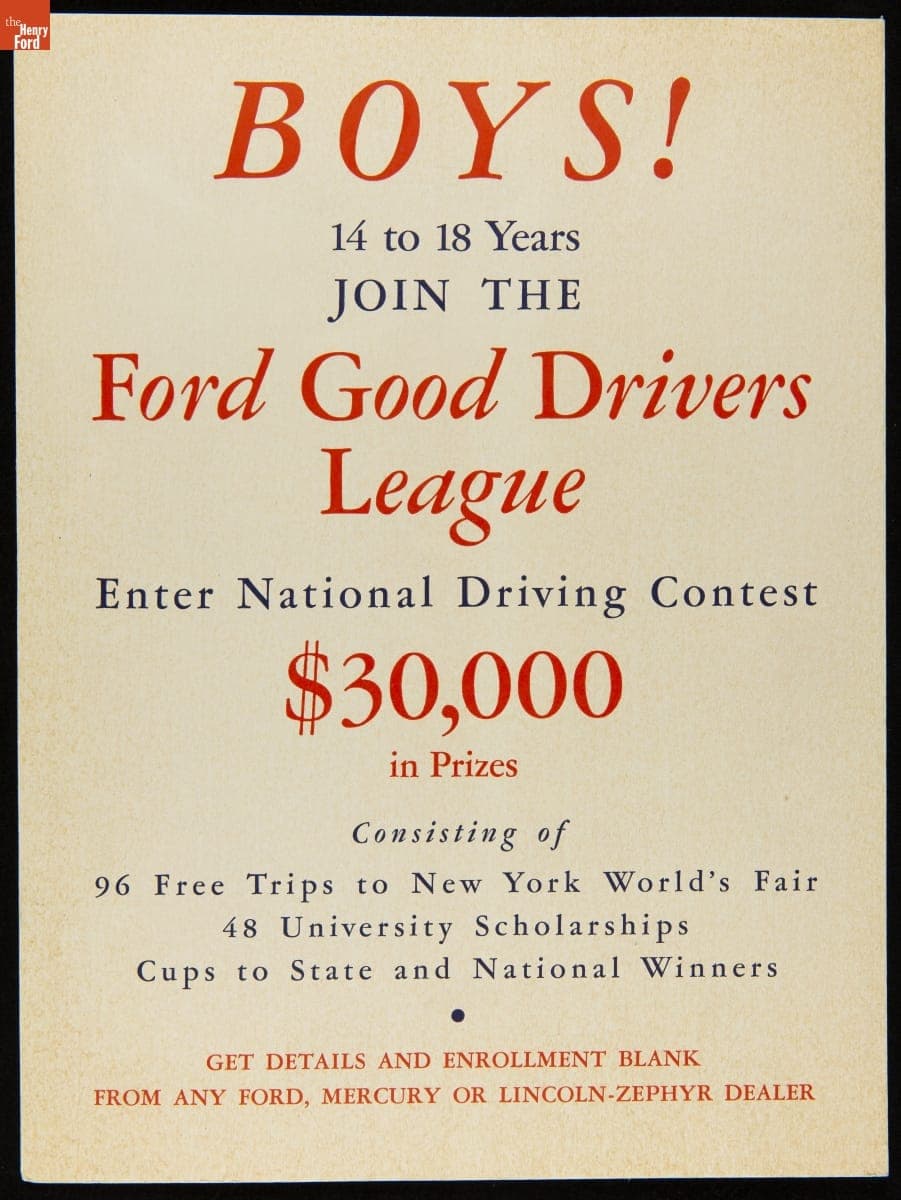 the
Henry
Ford
BOYS!
14 to 18 Years
JOIN THE
Ford Good Drivers
League
Enter National Driving Contest
$30,000
in Prizes
Consisting of
96 Free Trips to New York World's Fair
48 University Scholarships
Cups to State and National Winners
•
GET DETAILS AND ENROLLMENT BLANK
FROM ANY FORD, MERCURY OR LINCOLN-ZEPHYR DEALER